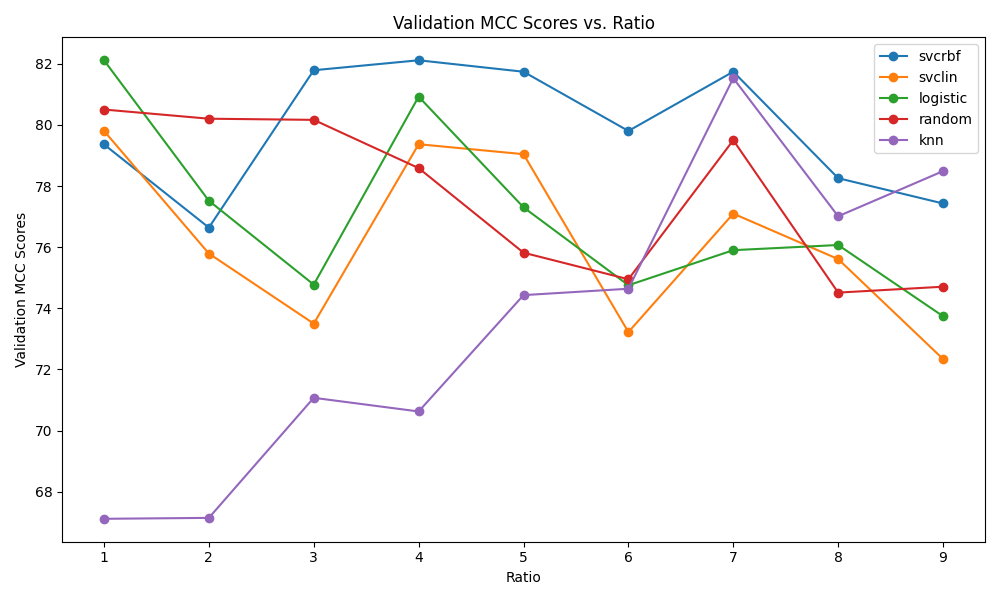 Validation MCC Scores vs. Ratio
svcrbf
svclin
logistic
random
knn
Validation MCC Scores
82
80
78
76
74
72
70
68
1 2 3 4 5 6 7 8 9
Ratio